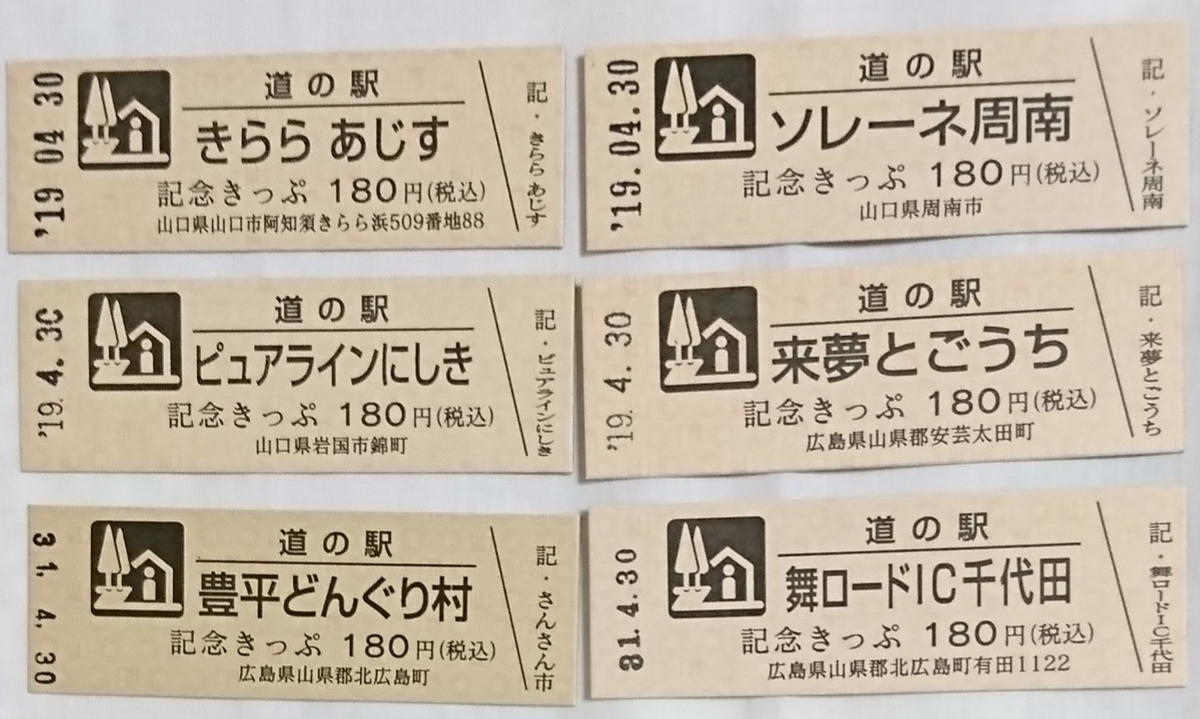 '19 04 30
道の駅
きらら あじす
記念きっぷ 180円(税込)
山口県山口市阿知須きらら浜509番地88
記・きらら あじす
'19.04.30
道の駅
ソレーネ周南
記念きっぷ 180円(税込)
山口県周南市
記・ソレーネ周南
'19.4.30
道の駅
ピュアラインにしき
記念きっぷ 180円(税込)
山口県岩国市錦町
記・ピュアラインにしき
'19.4.30
道の駅
来夢とごうち
記念きっぷ 180円(税込)
広島県山県郡安芸太田町
記・来夢とごうち
31. 4. 30
道の駅
豊平どんぐり村
記念きっぷ 180円(税込)
広島県山県郡北広島町
記・さんさん市
31.4.30
道の駅
舞ロードIC千代田
記念きっぷ 180円(税込)
広島県山県郡北広島町有田1122
記・舞ロードIC千代田